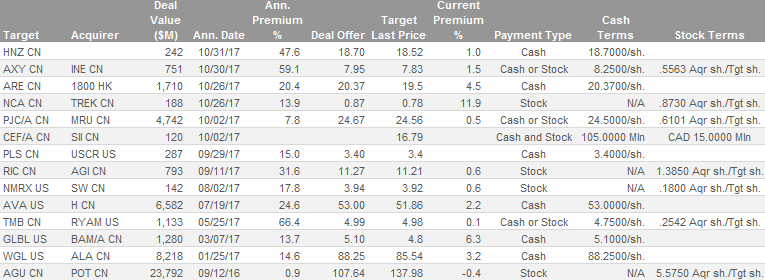 Target Acquirer Deal Value ($M) Ann. Date Ann. Premium % Deal Offer Target Last Price Current Premium % Payment Type Cash Terms Stock Terms
HNZ CN 242 10/31/17 47.6 18.70 18.52 1.0 Cash 18.7000/sh.
AXY CN INE CN 751 10/30/17 59.1 7.95 7.83 1.5 Cash or Stock 8.2500/sh. .5563 Aqr sh./Tgt sh.
ARE CN 1800 HK 1,710 10/26/17 20.4 20.37 19.5 4.5 Cash 20.3700/sh.
NCA CN TREK CN 188 10/26/17 13.9 0.87 0.78 11.9 Stock N/A .8730 Aqr sh./Tgt sh.
PJC/A CN MRU CN 4,742 10/02/17 7.8 24.67 24.56 0.5 Cash or Stock 24.5000/sh. .6101 Aqr sh./Tgt sh.
CEF/A CN SII CN 120 10/02/17 16.79 Cash and Stock 105.0000 Mln CAD 15.0000 Mln
PLS CN USCR US 287 09/29/17 15.0 3.40 3.4 Cash 3.4000/sh.
RIC CN AGI CN 793 09/11/17 31.6 11.27 11.21 0.6 Stock N/A 1.3850 Aqr sh./Tgt sh.
NMRX US SW CN 142 08/02/17 17.8 3.94 3.92 0.6 Stock N/A .1800 Aqr sh./Tgt sh.
AVA US H CN 6,582 07/19/17 24.6 53.00 51.86 2.2 Cash 53.0000/sh.
TMB CN RYAM US 1,133 05/25/17 66.4 4.99 4.98 0.1 Cash or Stock 4.7500/sh. .2542 Aqr sh./Tgt sh.
GLBL US BAM/A CN 1,280 03/07/17 13.7 5.10 4.8 6.3 Cash 5.1000/sh.
WGL US ALA CN 8,218 01/25/17 14.6 88.25 85.54 3.2 Cash 88.2500/sh.
AGU CN POT CN 23,792 09/12/16 0.9 107.64 137.98 -0.4 Stock N/A 5.5750 Aqr sh./Tgt sh.